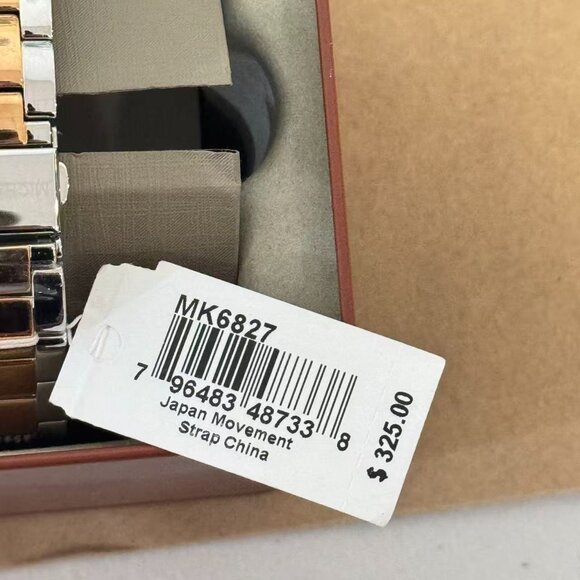 MK6827
7 96483 48733 8
Japan Movement
Strap China
$ 325.00